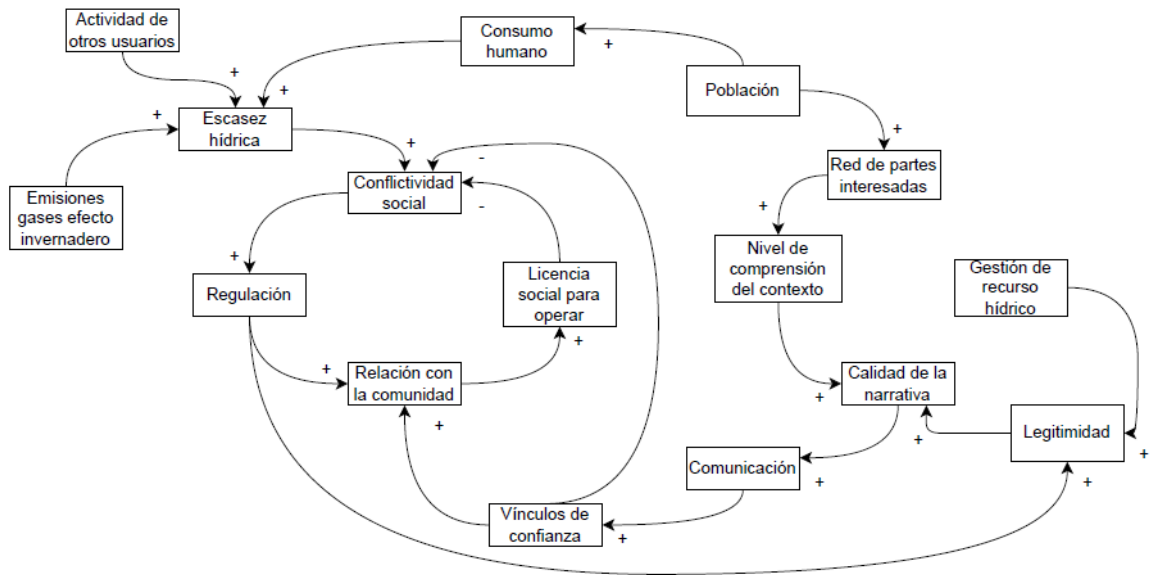 Actividad de
otros usuarios
Consumo
humano
+
+
+
Población
+
Escasez
hídrica
+
+
-
Red de partes
interesadas
Conflictividad
social
-
Emisiones
gases efecto
invernadero
+
+
Nivel de
comprensión
del contexto
Gestión de
recurso
hídrico
Regulación
Licencia
social para
operar
+
+
Relación con
la comunidad
+
Calidad de la
narrativa
+
+
Legitimidad
+
Comunicación
+
+
Vínculos de
confianza
+